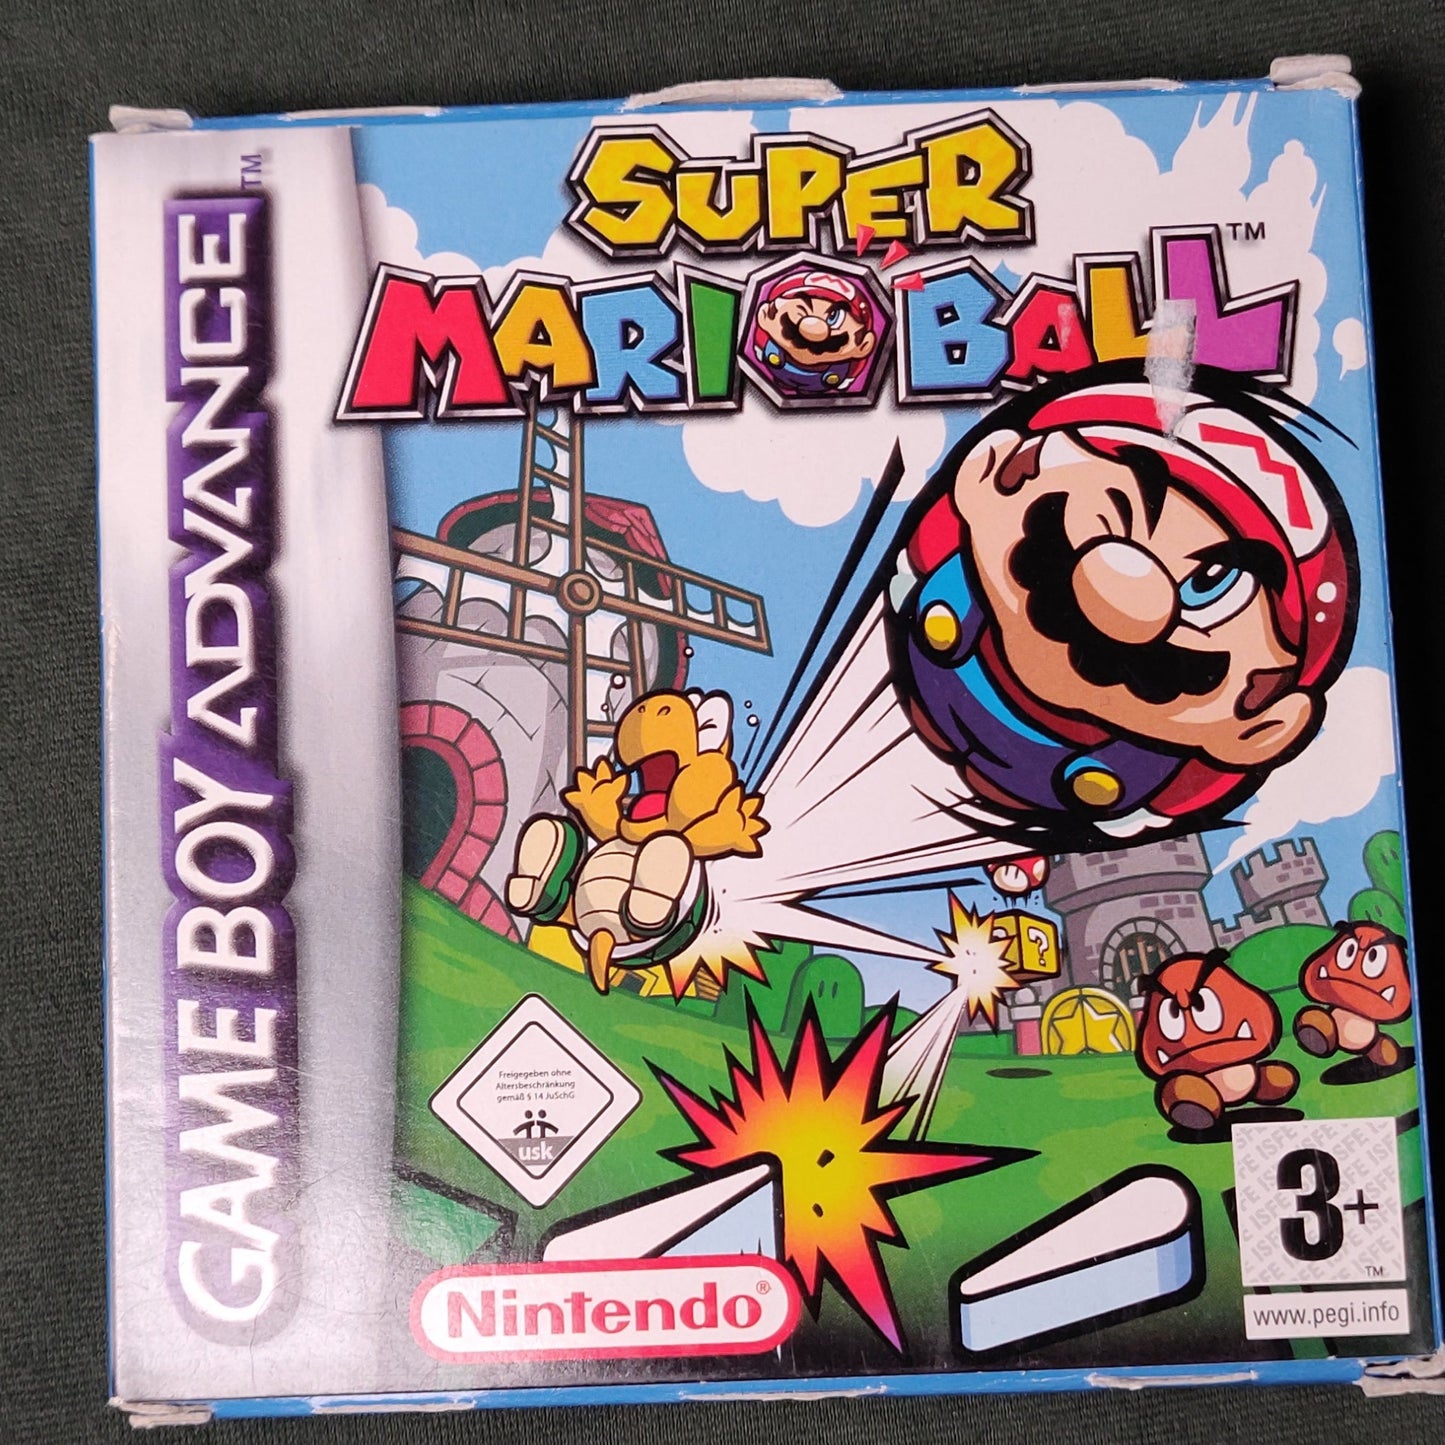 GAME BOY ADVANCE™
SUPER
MARIO BALL™
M
?
Freigegeben ohne
Altersbeschränkung
gemäß § 14 JuSchG
usk
Nintendo®
ISFE
3+
™
www.pegi.info